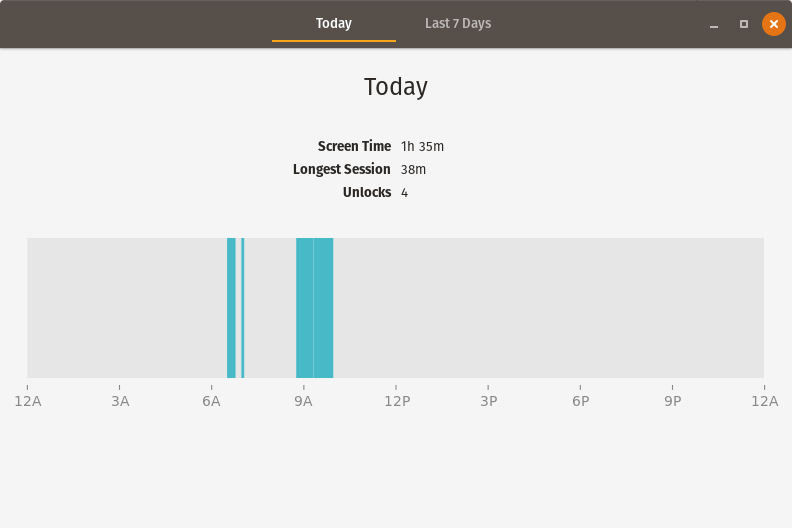 Today Last 7 Days
Today
Screen Time 1h 35m
Longest Session 38m
Unlocks 4
12A 3A 6A 9A 12P 3P 6P 9P 12A